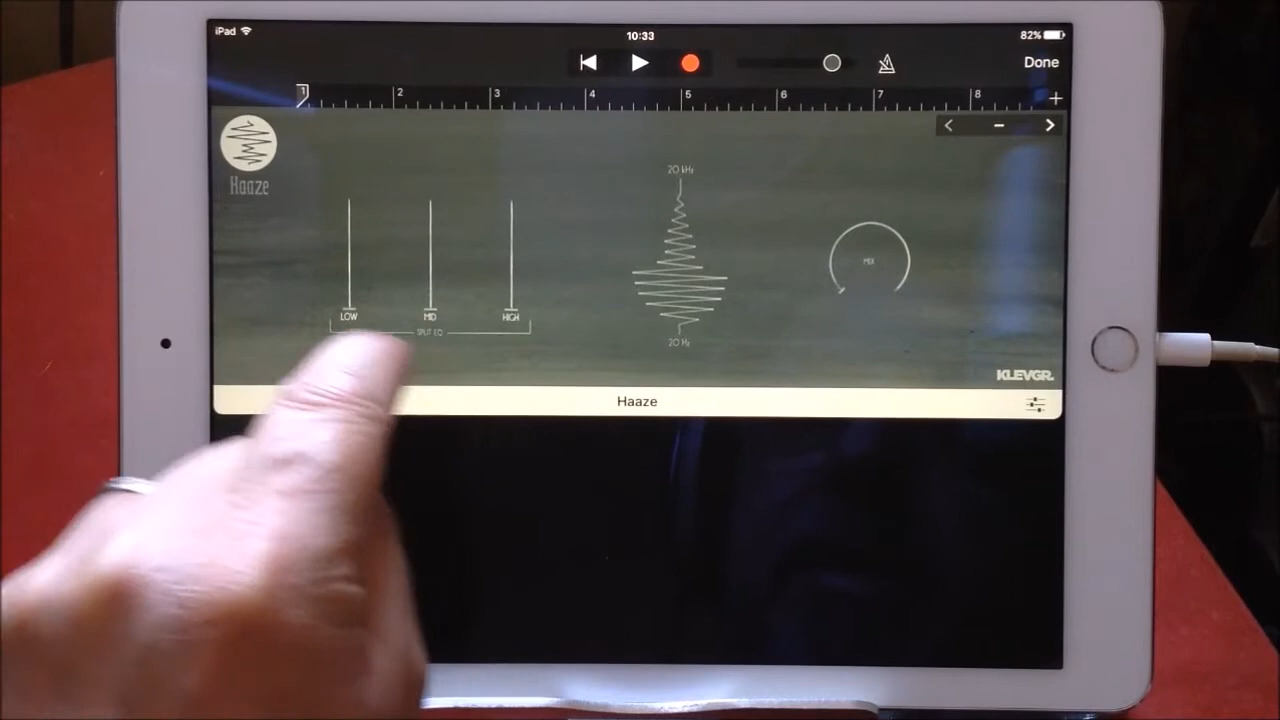 iPad 10:33 82%
Done
1 2 3 4 5 6 7 8
Haaze
20 kHz
MIX
LOW MID HIGH
SPLIT EQ
20 Hz
KLEVGR.
Haaze